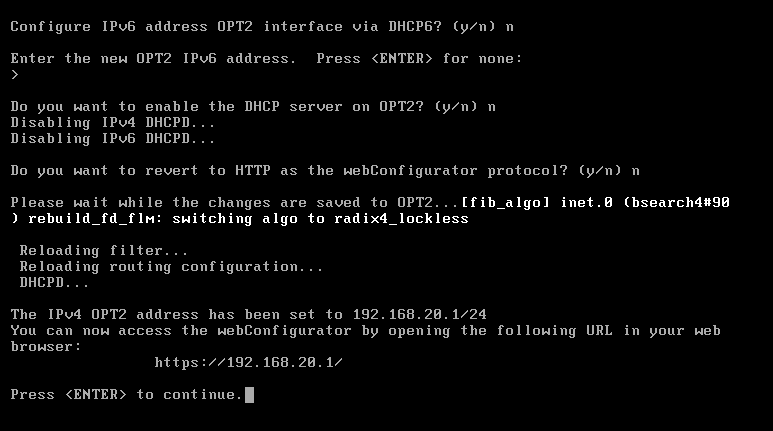 Configure IPv6 address OPT2 interface via DHCP6? (y/n) n
Enter the new OPT2 IPv6 address.  Press <ENTER> for none:
>
Do you want to enable the DHCP server on OPT2? (y/n) n
Disabling IPv4 DHCPD...
Disabling IPv6 DHCPD...
Do you want to revert to HTTP as the webConfigurator protocol? (y/n) n
Please wait while the changes are saved to OPT2...[fib_algo] inet.0 (bsearch4#90
) rebuild_fd_flm: switching algo to radix4_lockless
Reloading filter...
Reloading routing configuration...
DHCPD...
The IPv4 OPT2 address has been set to 192.168.20.1/24
You can now access the webConfigurator by opening the following URL in your web
browser:
https://192.168.20.1/
Press <ENTER> to continue.